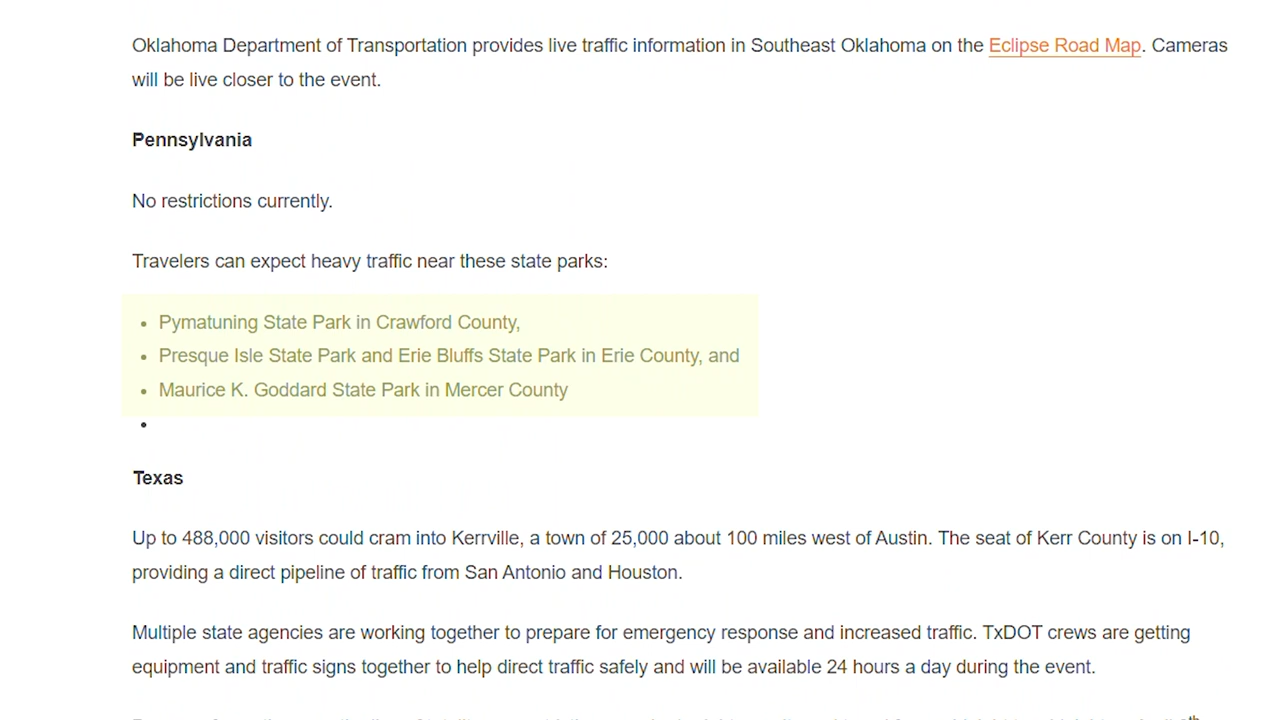 Oklahoma Department of Transportation provides live traffic information in Southeast Oklahoma on the Eclipse Road Map. Cameras
will be live closer to the event.
Pennsylvania
No restrictions currently.
Travelers can expect heavy traffic near these state parks:
• Pymatuning State Park in Crawford County,
• Presque Isle State Park and Erie Bluffs State Park in Erie County, and
• Maurice K. Goddard State Park in Mercer County
•
Texas
Up to 488,000 visitors could cram into Kerrville, a town of 25,000 about 100 miles west of Austin. The seat of Kerr County is on I-10,
providing a direct pipeline of traffic from San Antonio and Houston.
Multiple state agencies are working together to prepare for emergency response and increased traffic. TxDOT crews are getting
equipment and traffic signs together to help direct traffic safely and will be available 24 hours a day during the event.